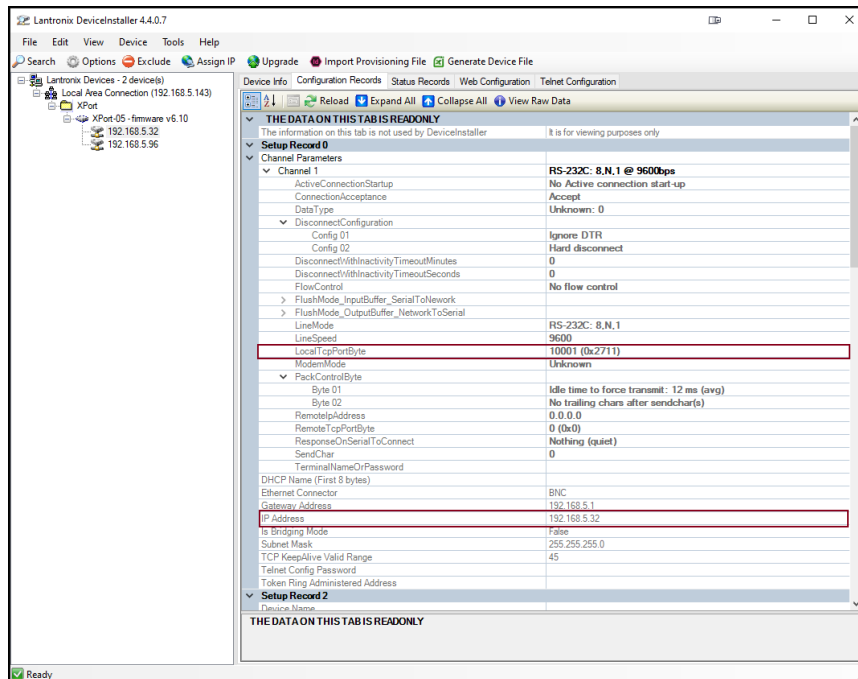 Lantronix DeviceInstaller 4.4.0.7
File Edit View Device Tools Help
Search Options Exclude Assign IP Upgrade Import Provisioning File Generate Device File
Lantronix Devices - 2 device(s)
Local Area Connection (192.168.5.143)
XPort
XPort-05 - firmware v6.10
192.168.5.32
192.168.5.96
Device Info Configuration Records Status Records Web Configuration Telnet Configuration
Reload Expand All Collapse All View Raw Data
THE DATA ON THIS TAB IS READONLY
The information on this tab is not used by DeviceInstaller It is for viewing purposes only
Setup Record 0
Channel Parameters
Channel 1 RS-232C: 8,N,1 @ 9600bps
ActiveConnectionStartup No Active connection start-up
ConnectionAcceptance Accept
DataType Unknown: 0
DisconnectConfiguration
Config 01 Ignore DTR
Config 02 Hard disconnect
DisconnectWithInactivityTimeoutMinutes 0
DisconnectWithInactivityTimeoutSeconds 0
FlowControl No flow control
FlushMode_InputBuffer_SerialToNework
FlushMode_OutputBuffer_NetworkToSerial
LineMode RS-232C: 8,N,1
LineSpeed 9600
LocalTcpPortByte 10001 (0x2711)
ModemMode Unknown
PackControlByte
Byte 01 Idle time to force transmit: 12 ms (avg)
Byte 02 No trailing chars after sendchar(s)
RemoteIpAddress 0.0.0.0
RemoteTcpPortByte 0 (0x0)
ResponseOnSerialToConnect Nothing (quiet)
SendChar 0
TerminalNameOrPassword
DHCP Name (First 8 bytes)
Ethernet Connector BNC
Gateway Address 192.168.5.1
IP Address 192.168.5.32
Is Bridging Mode False
Subnet Mask 255.255.255.0
TCP KeepAlive Valid Range 45
Telnet Config Password
Token Ring Administered Address
Setup Record 2
Device Name
THE DATA ON THIS TAB IS READONLY
Ready